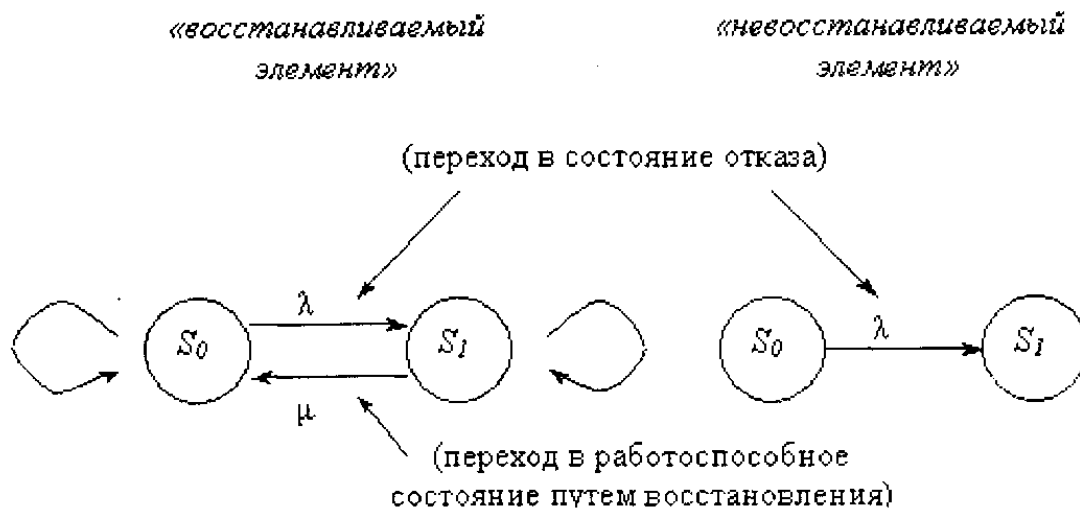 «восстанавливаемый
элемент»
«невосстанавливаемый
элемент»
(переход в состояние отказа)
λ
S0
S1
μ
S0
λ
S1
(переход в работоспособное
состояние путем восстановления)